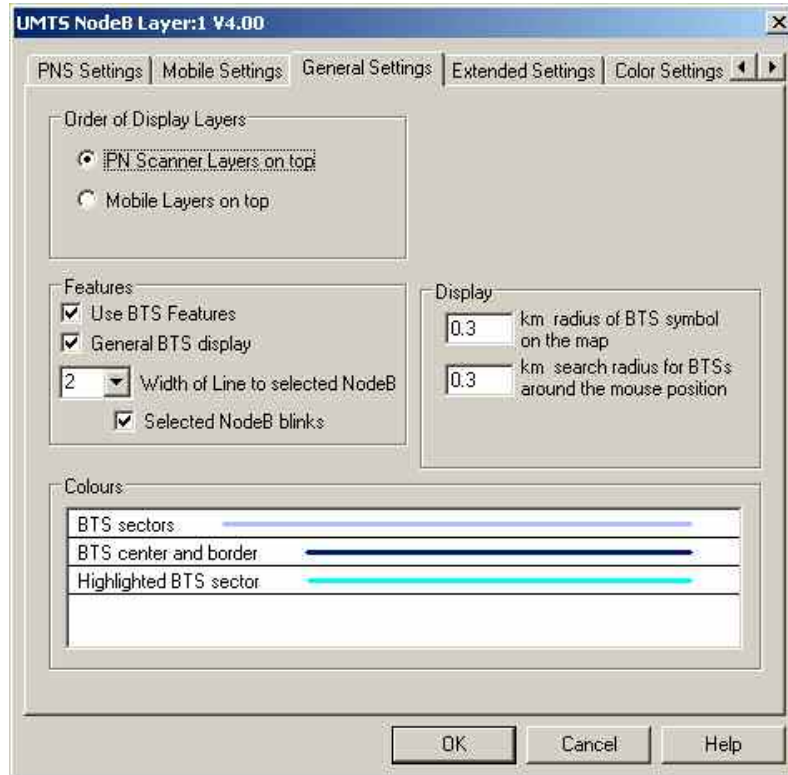 UMTS NodeB Layer:1 V4.00
PNS Settings Mobile Settings General Settings Extended Settings Color Settings
Order of Display Layers
PN Scanner Layers on top
Mobile Layers on top
Features
Use BTS Features
General BTS display
2 Width of Line to selected NodeB
Selected NodeB blinks
Display
0.3 km radius of BTS symbol
on the map
0.3 km search radius for BTSs
around the mouse position
Colours
BTS sectors
BTS center and border
Highlighted BTS sector
OK Cancel Help